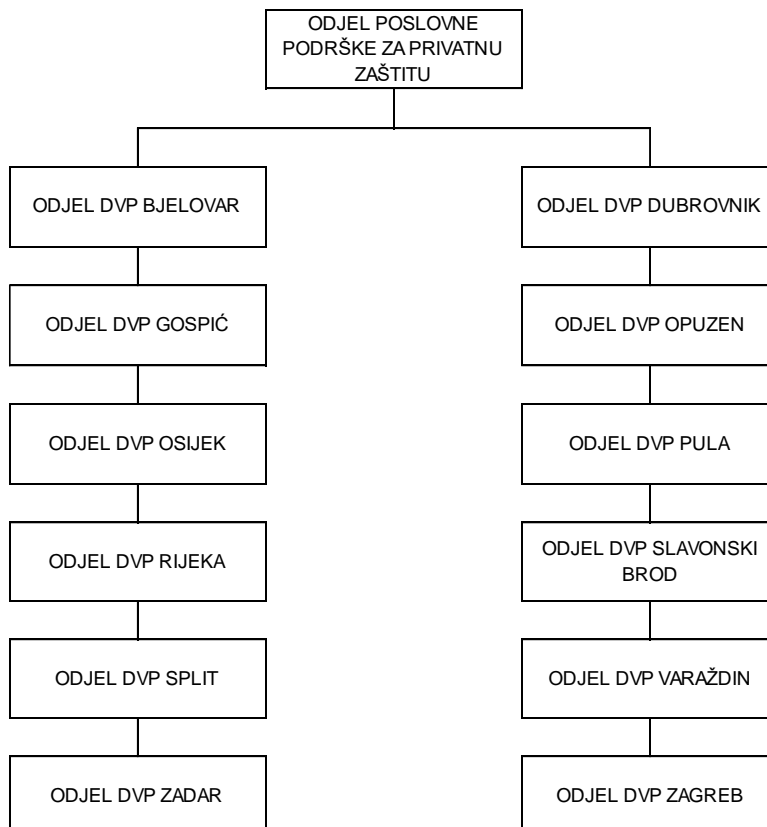 ODJEL POSLOVNE
PODRŠKE ZA PRIVATNU
ZAŠTITU
ODJEL DVP BJELOVAR
ODJEL DVP DUBROVNIK
ODJEL DVP GOSPIĆ
ODJEL DVP OPUZEN
ODJEL DVP OSIJEK
ODJEL DVP PULA
ODJEL DVP RIJEKA
ODJEL DVP SLAVONSKI
BROD
ODJEL DVP SPLIT
ODJEL DVP VARAŽDIN
ODJEL DVP ZADAR
ODJEL DVP ZAGREB